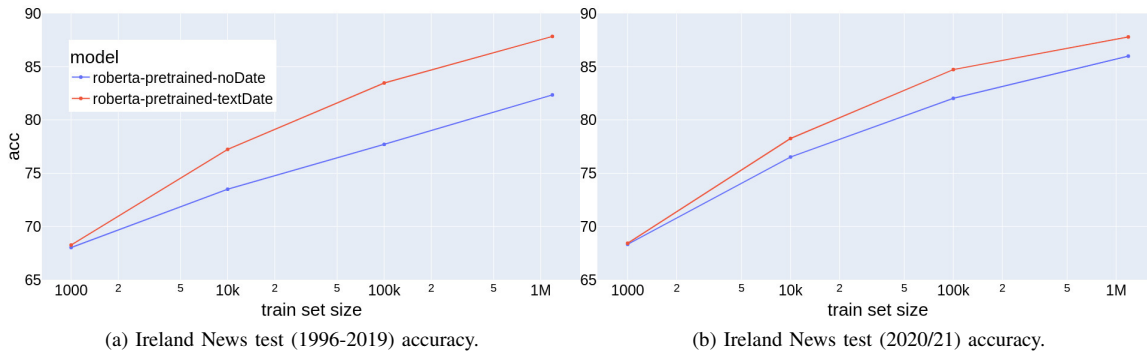 90
85
80
75
70
65
acc
model
roberta-pretrained-noDate
roberta-pretrained-textDate
1000 2 5 10k 2 5 100k 2 5 1M
train set size
(a) Ireland News test (1996-2019) accuracy.
90
85
80
75
70
65
1000 2 5 10k 2 5 100k 2 5 1M
train set size
(b) Ireland News test (2020/21) accuracy.